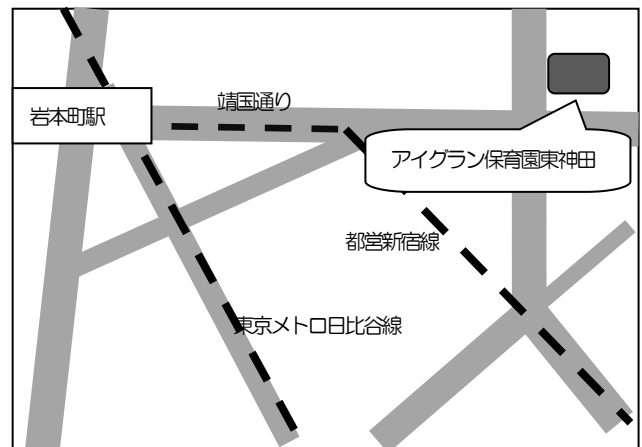 靖国通り
岩本町駅
アイグラン保育園東神田
都営新宿線
東京メトロ日比谷線